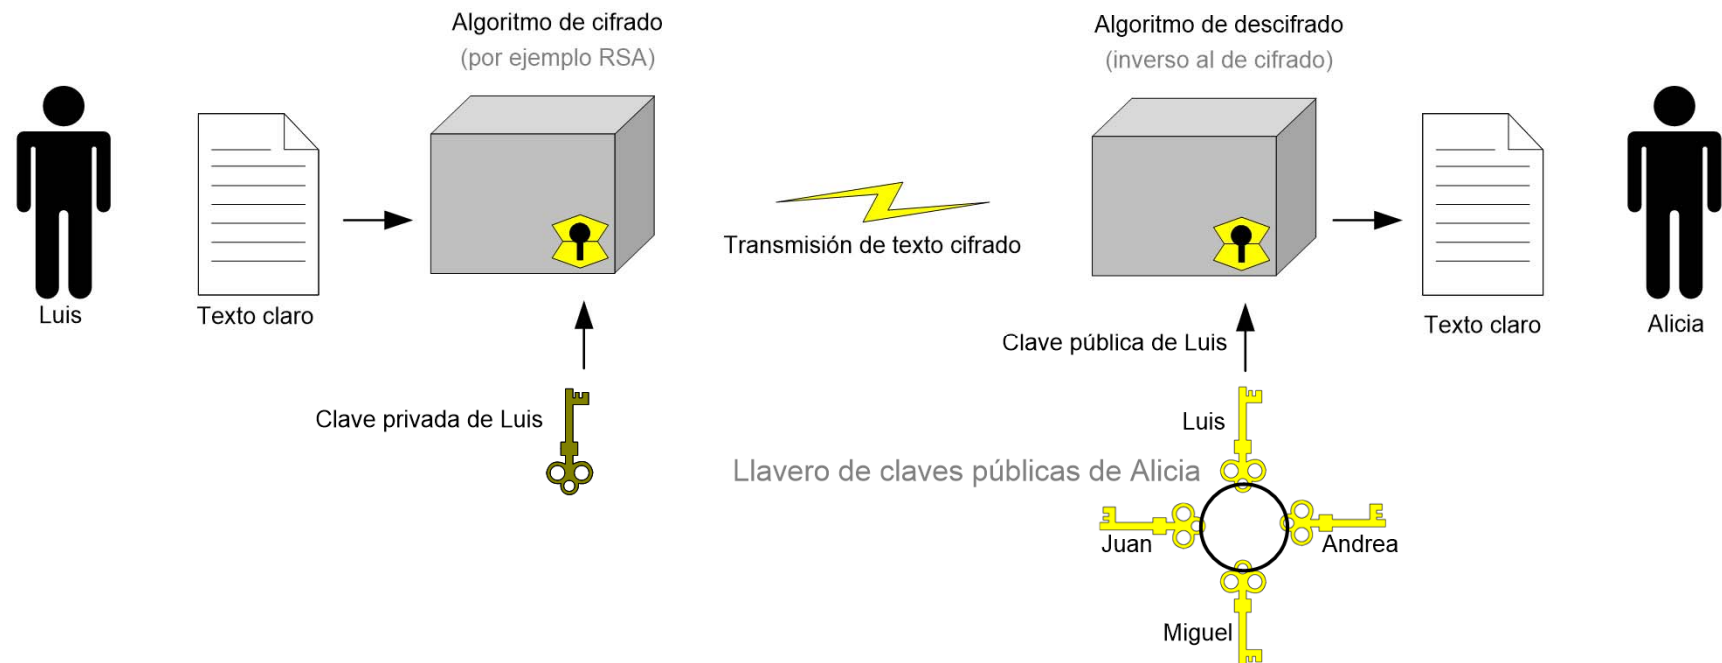 Algoritmo de cifrado
(por ejemplo RSA)
Algoritmo de descifrado
(inverso al de cifrado)
Transmisión de texto cifrado
Luis
Texto claro
Texto claro
Alicia
Clave pública de Luis
Clave privada de Luis
Luis
Llavero de claves públicas de Alicia
Juan
Andrea
Miguel